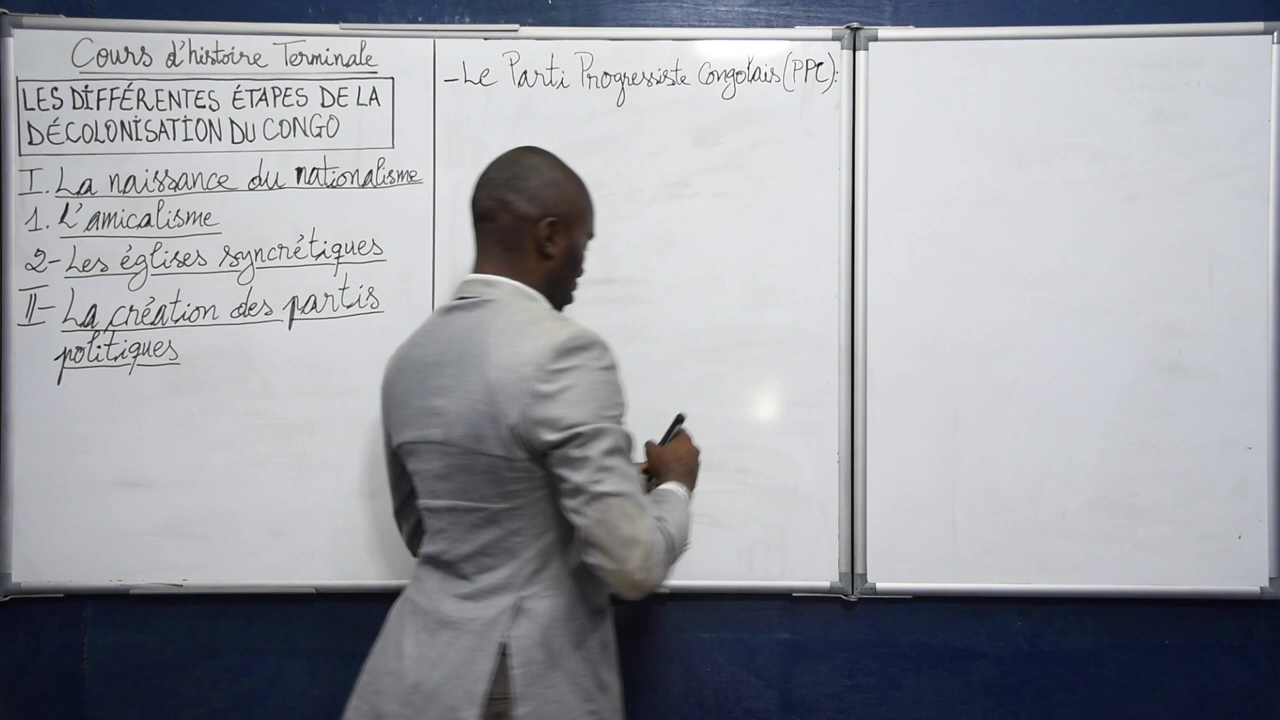 Cours d'histoire Terminale
LES DIFFÉRENTES ÉTAPES DE LA
DÉCOLONISATION DU CONGO
I. La naissance du nationalisme
1. L'amicalisme
2- Les églises syncrétiques
II- La création des partis
politiques
- Le Parti Progressiste Congolais (PPC):